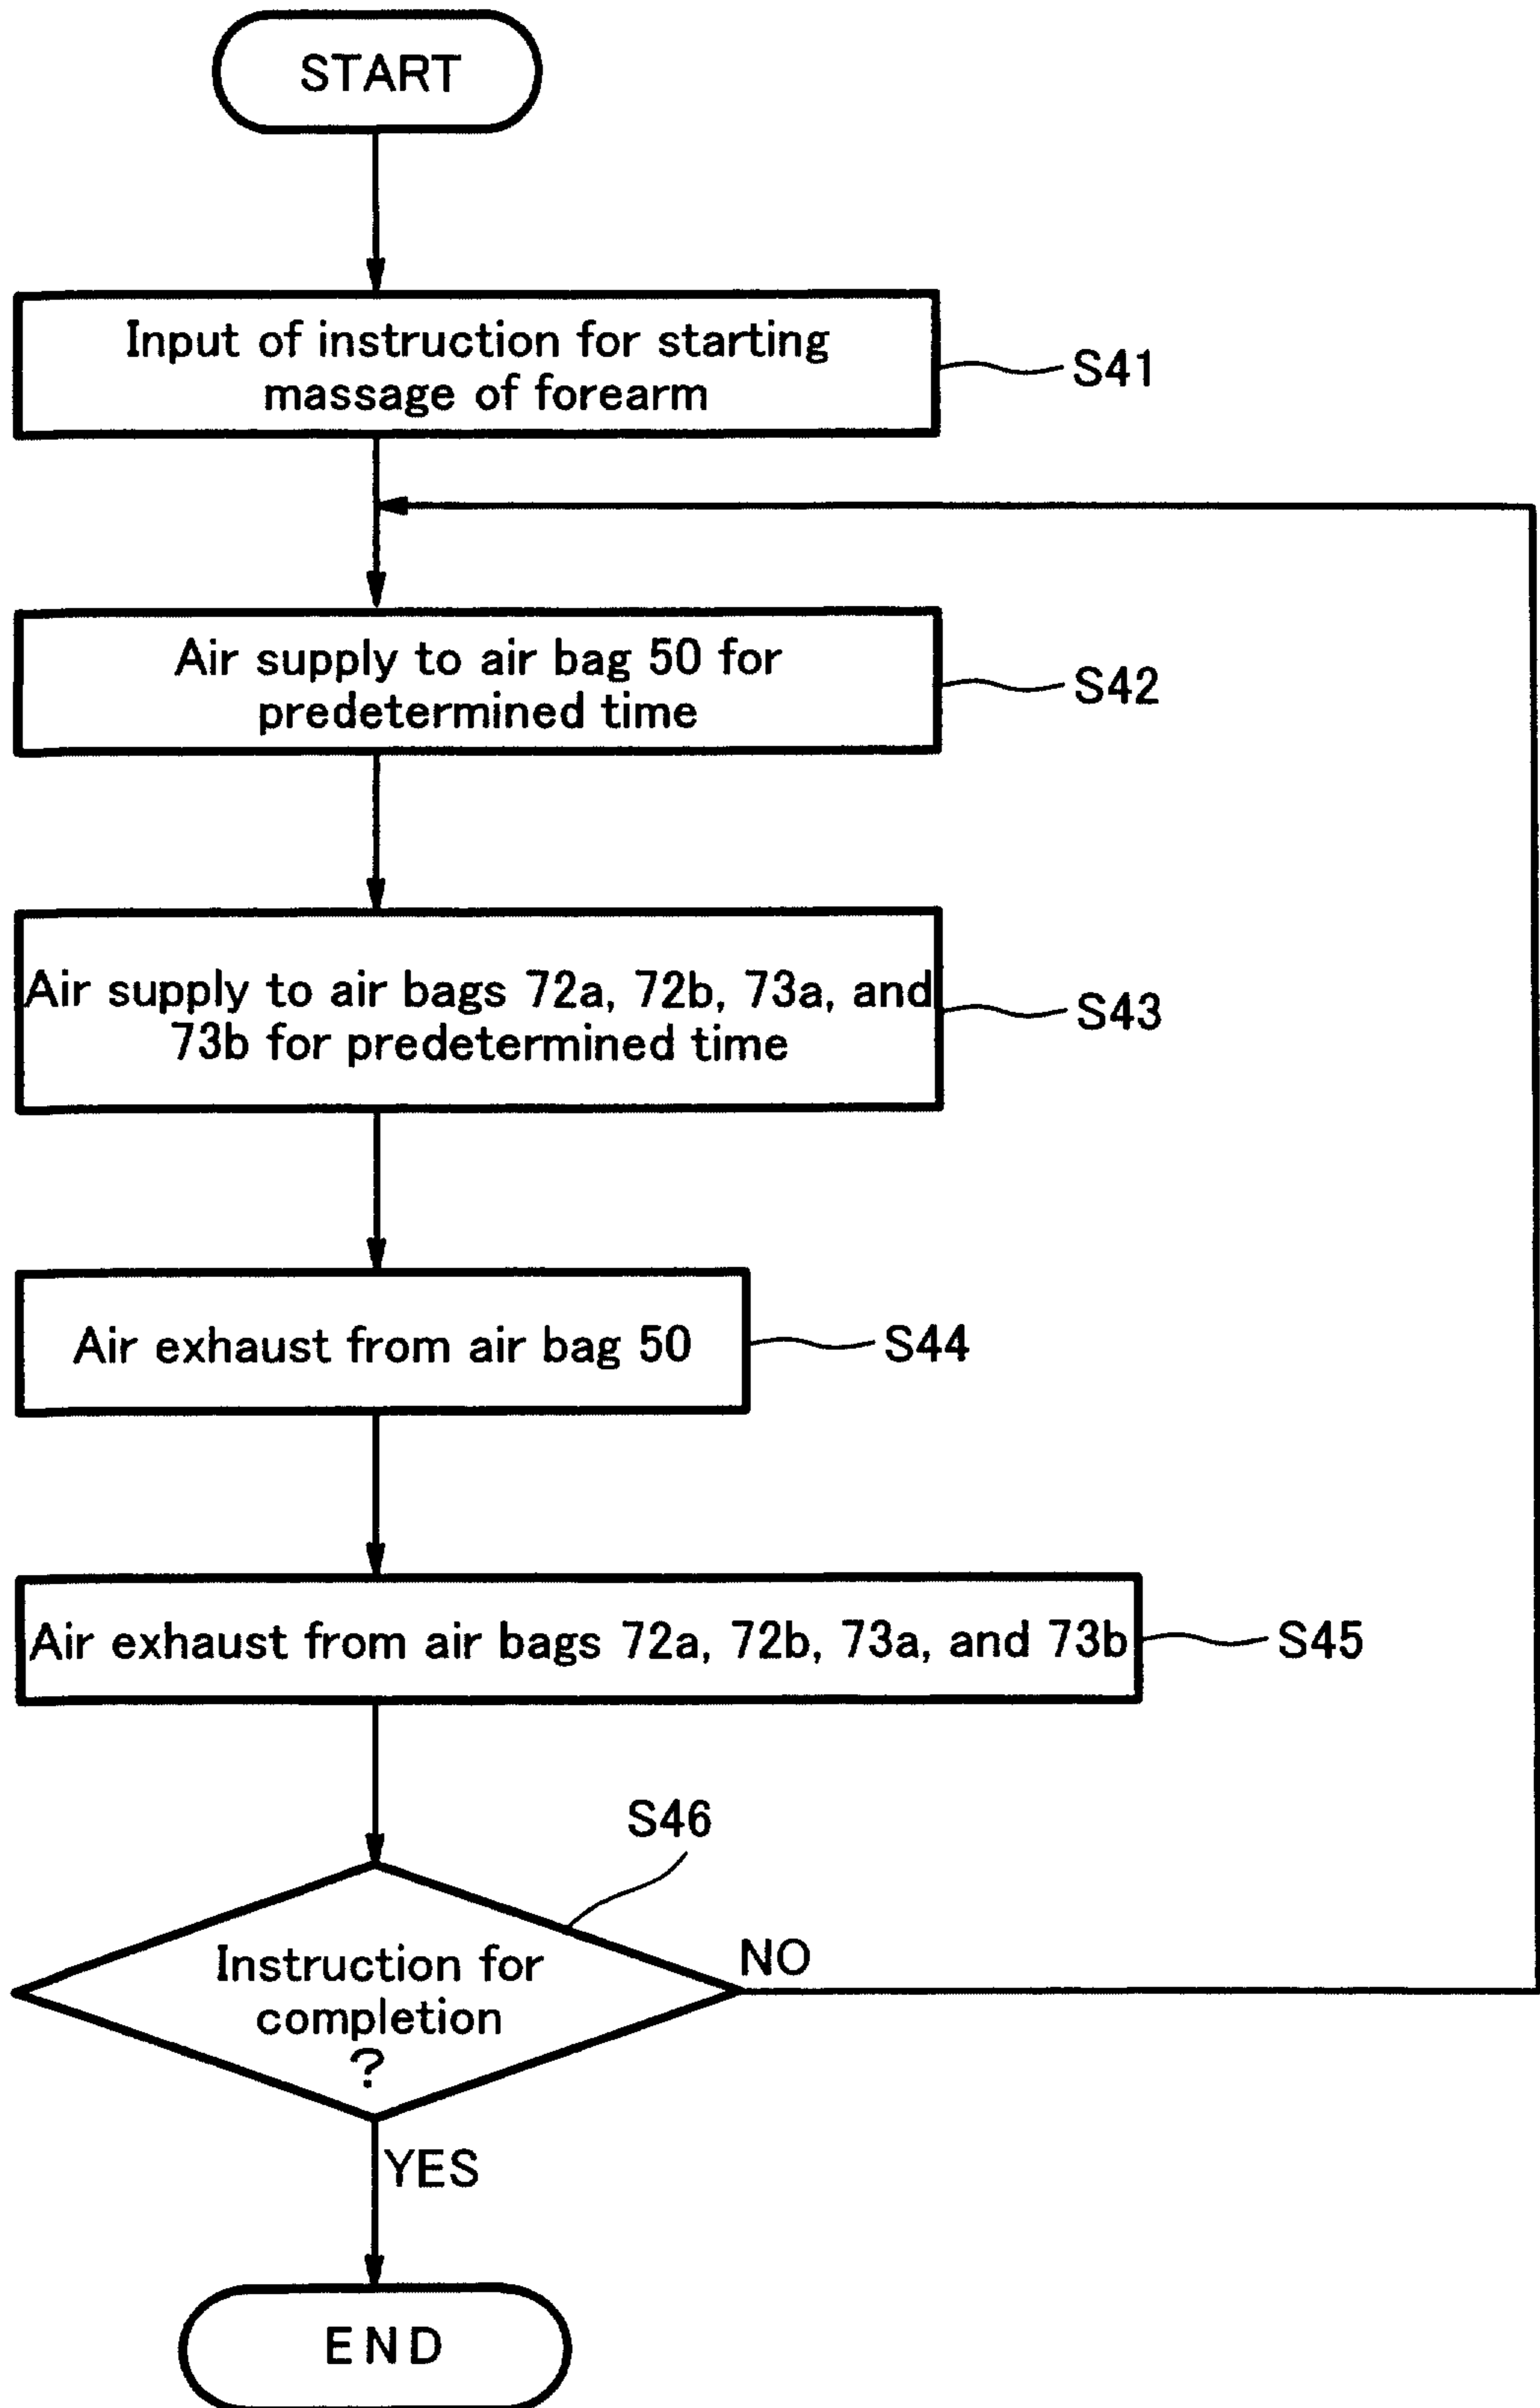 START
Input of instruction for starting
massage of forearm
S41
Air supply to air bag 50 for
predetermined time
S42
Air supply to air bags 72a, 72b, 73a, and
73b for predetermined time
S43
Air exhaust from air bag 50
S44
Air exhaust from air bags 72a, 72b, 73a, and 73b
S45
S46
Instruction for
completion
?
NO
YES
END